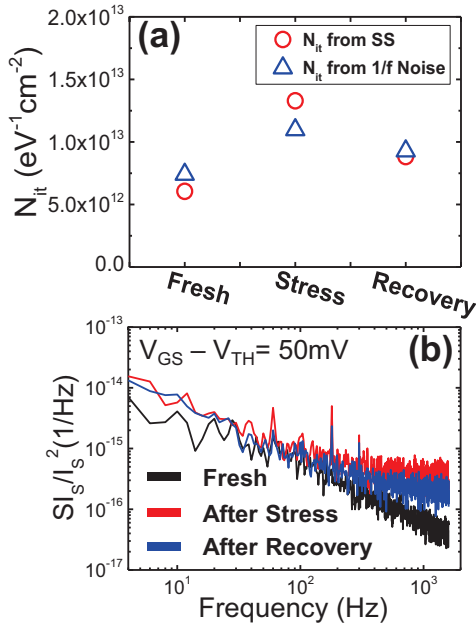 (a)
N_it from SS
N_it from 1/f Noise
N_it (eV⁻¹cm⁻²)
2.0x10¹³
1.5x10¹³
1.0x10¹³
5.0x10¹²
0.0
Fresh
Stress
Recovery
V_GS – V_TH= 50mV
(b)
SI_S/I_S²(1/Hz)
10⁻¹³
10⁻¹⁴
10⁻¹⁵
10⁻¹⁶
10⁻¹⁷
Fresh
After Stress
After Recovery
10¹
10²
10³
Frequency (Hz)